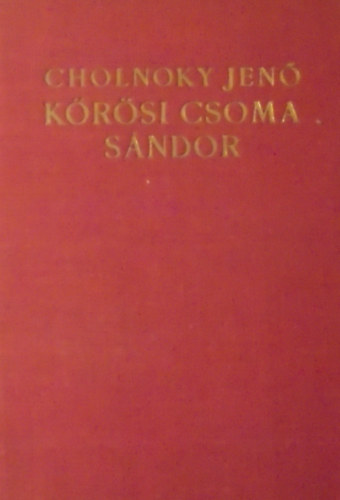 CHOLNOKY JENŐ
KŐRÖSI CSOMA
SÁNDOR